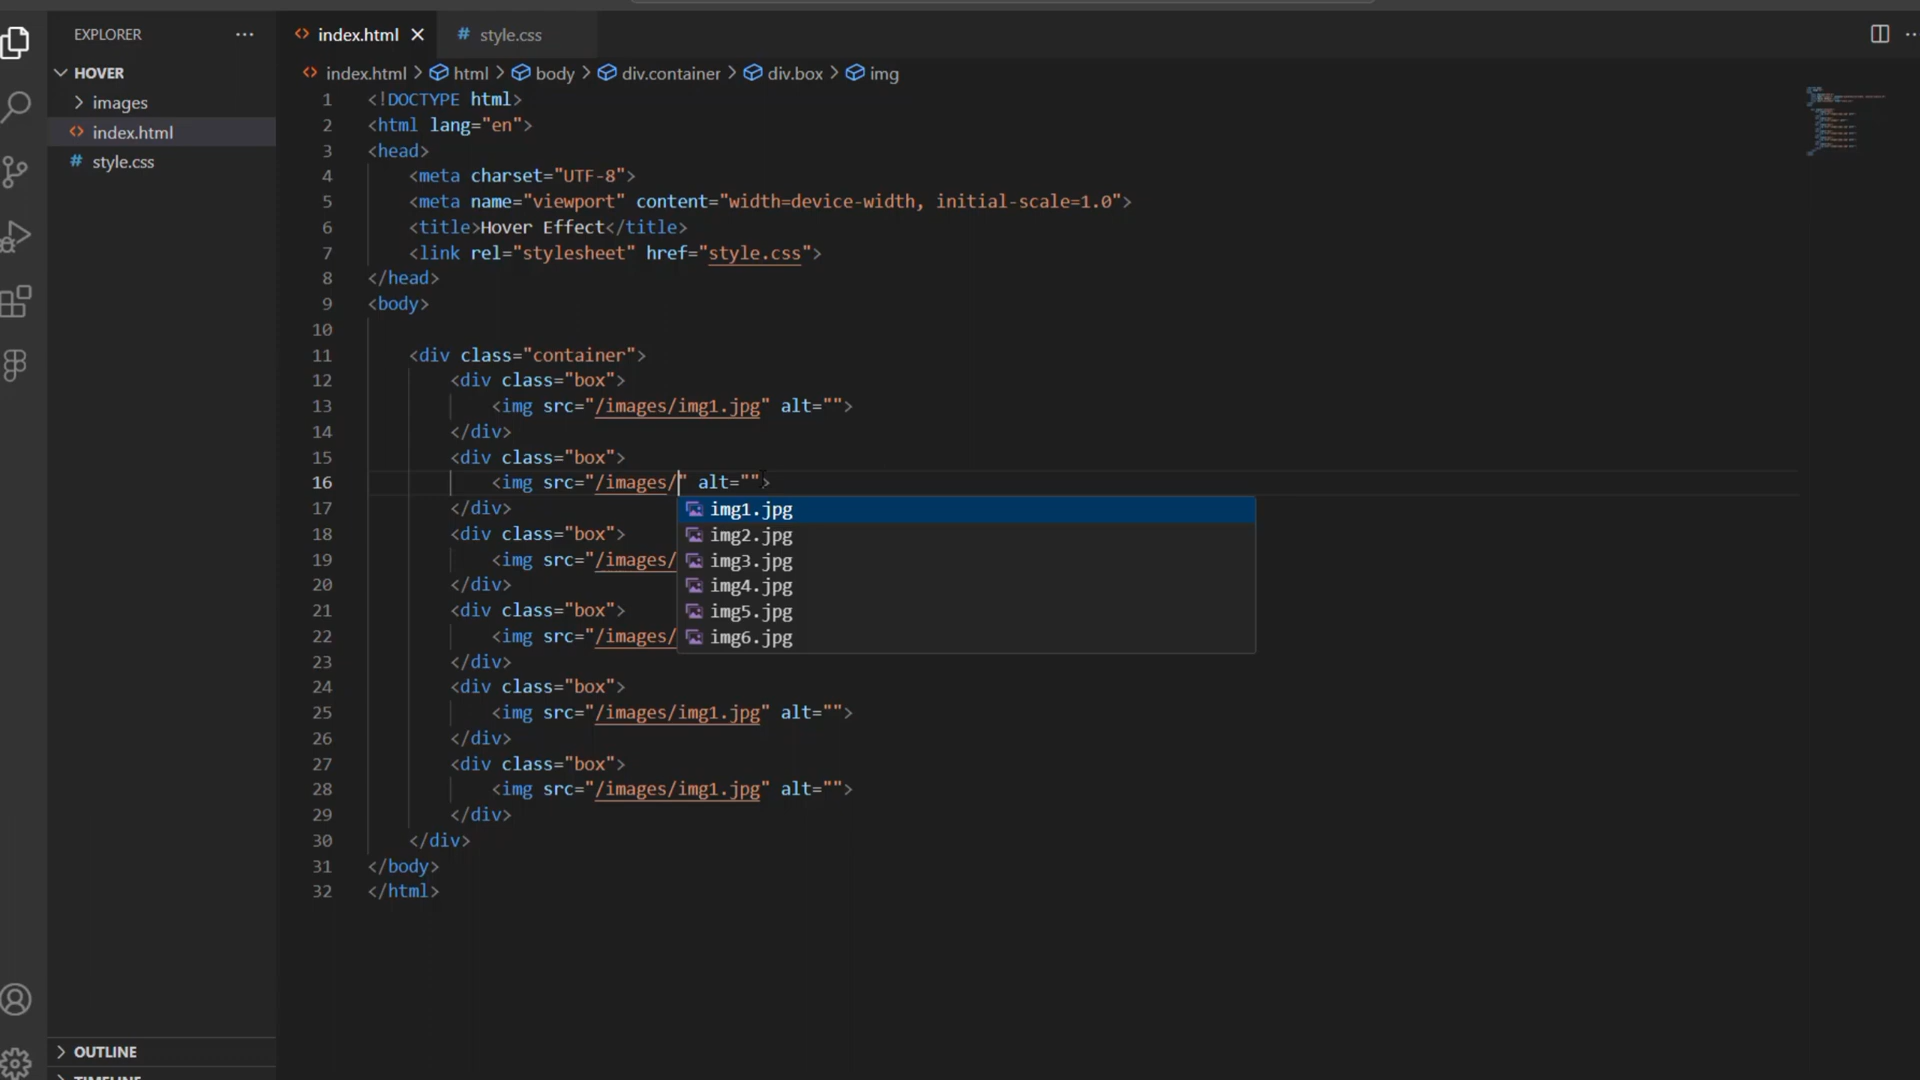 EXPLORER
HOVER
images
index.html
style.css
OUTLINE
TIMELINE
index.html
style.css
index.html > html > body > div.container > div.box > img
1 <!DOCTYPE html>
2 <html lang="en">
3 <head>
4 <meta charset="UTF-8">
5 <meta name="viewport" content="width=device-width, initial-scale=1.0">
6 <title>Hover Effect</title>
7 <link rel="stylesheet" href="style.css">
8 </head>
9 <body>
10
11 <div class="container">
12 <div class="box">
13 <img src="/images/img1.jpg" alt="">
14 </div>
15 <div class="box">
16 <img src="/images/" alt="">
17 </div>
18 <div class="box">
19 <img src="/images/
20 </div>
21 <div class="box">
22 <img src="/images/
23 </div>
24 <div class="box">
25 <img src="/images/img1.jpg" alt="">
26 </div>
27 <div class="box">
28 <img src="/images/img1.jpg" alt="">
29 </div>
30 </div>
31 </body>
32 </html>
img1.jpg
img2.jpg
img3.jpg
img4.jpg
img5.jpg
img6.jpg